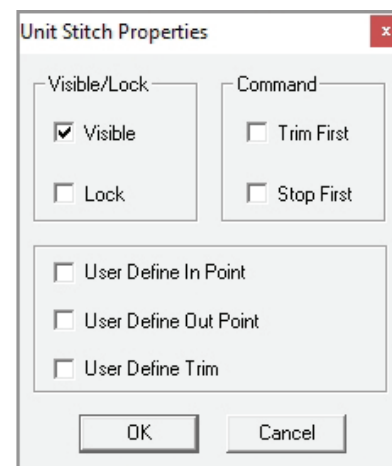 Unit Stitch Properties
x
Visible/Lock
Command
Visible
Trim First
Lock
Stop First
User Define In Point
User Define Out Point
User Define Trim
OK
Cancel